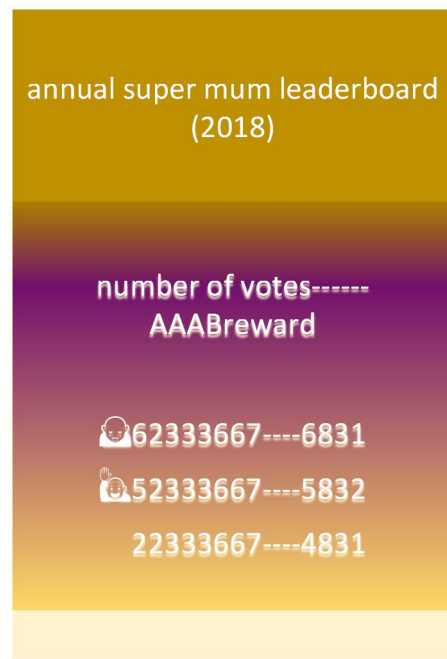 annual super mum leaderboard
(2018)
number of votes------
AAABreward
62333667----6831
52333667----5832
22333667----4831